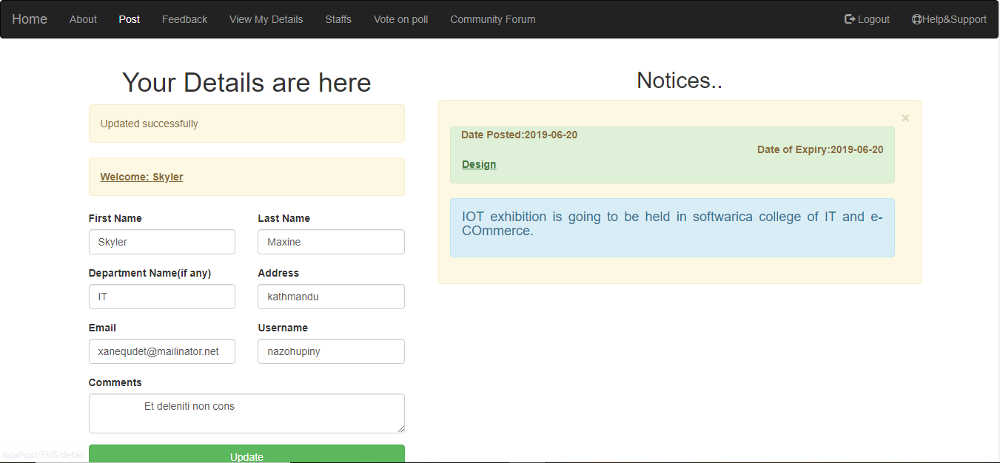 Home About Post Feedback View My Details Staffs Vote on poll Community Forum Logout Help&Support
Your Details are here
Updated successfully
Welcome: Skyler
First Name Last Name
Skyler Maxine
Department Name(if any) Address
IT kathmandu
Email Username
xanequdet@mailinator.net nazohupiny
Comments
Et deleniti non cons
Update
Notices..
×
Date Posted:2019-06-20
Date of Expiry:2019-06-20
Design
IOT exhibition is going to be held in softwarica college of IT and e-
COmmerce.
localhost/FMS/details